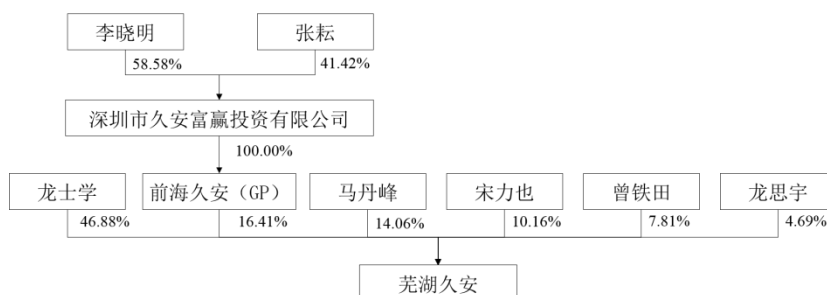 李晓明 张耘
58.58% 41.42%
深圳市久安富赢投资有限公司
100.00%
龙士学 前海久安（GP） 马丹峰 宋力也 曾铁田 龙思宇
46.88% 16.41% 14.06% 10.16% 7.81% 4.69%
芜湖久安